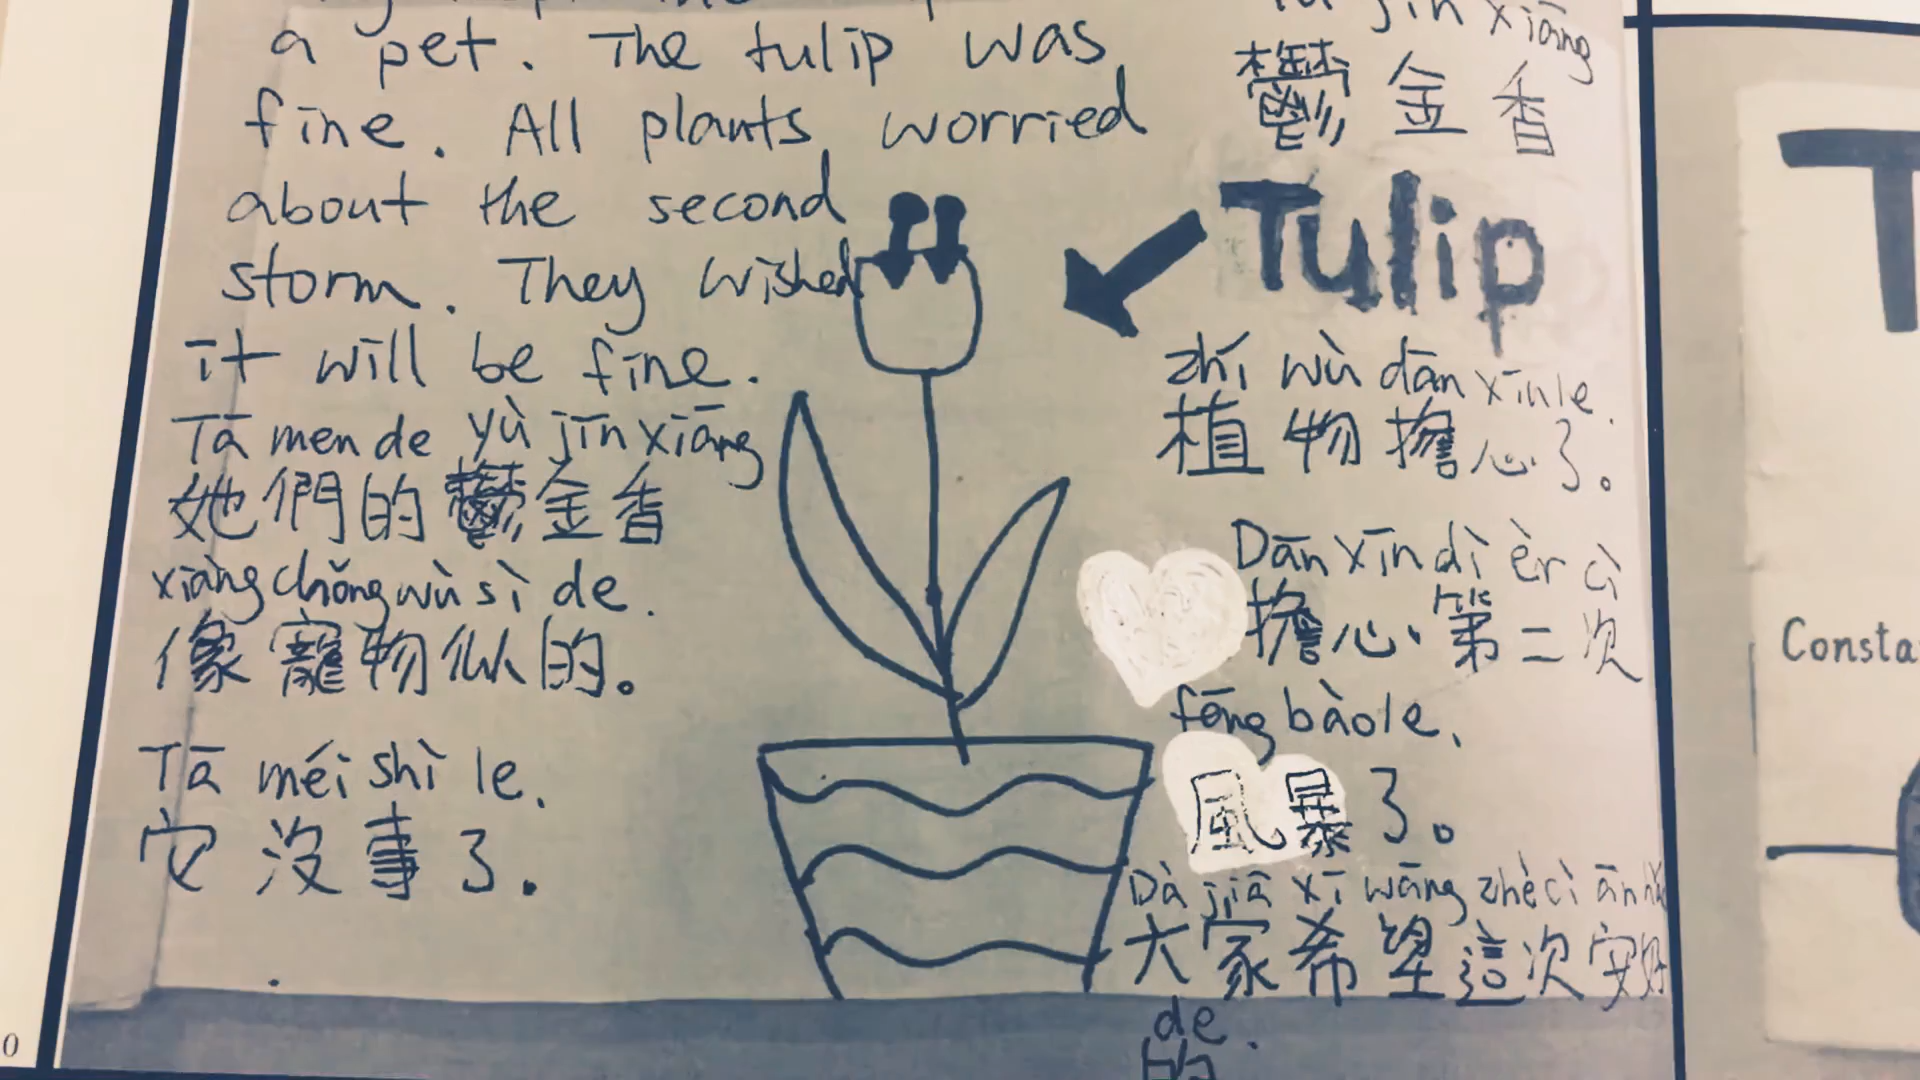 a pet. The tulip was
fine. All plants worried
about the second
storm. They wished
it will be fine.
Tā men de yù jīn xiāng
她們的鬱金香
xiàng chǒng wù sì de.
像寵物似的。
Tā méi shì le.
它沒事了。
jīn xiāng
鬱金香
Tulip
zhí wù dān xīn le.
植物擔心了。
Dān xīn dì èr cì
擔心、第二次
fēng bào le.
風暴了。
Dà jiā xī wāng zhè cì ān
大家希望這次安好
de.
的
T
Consta
0